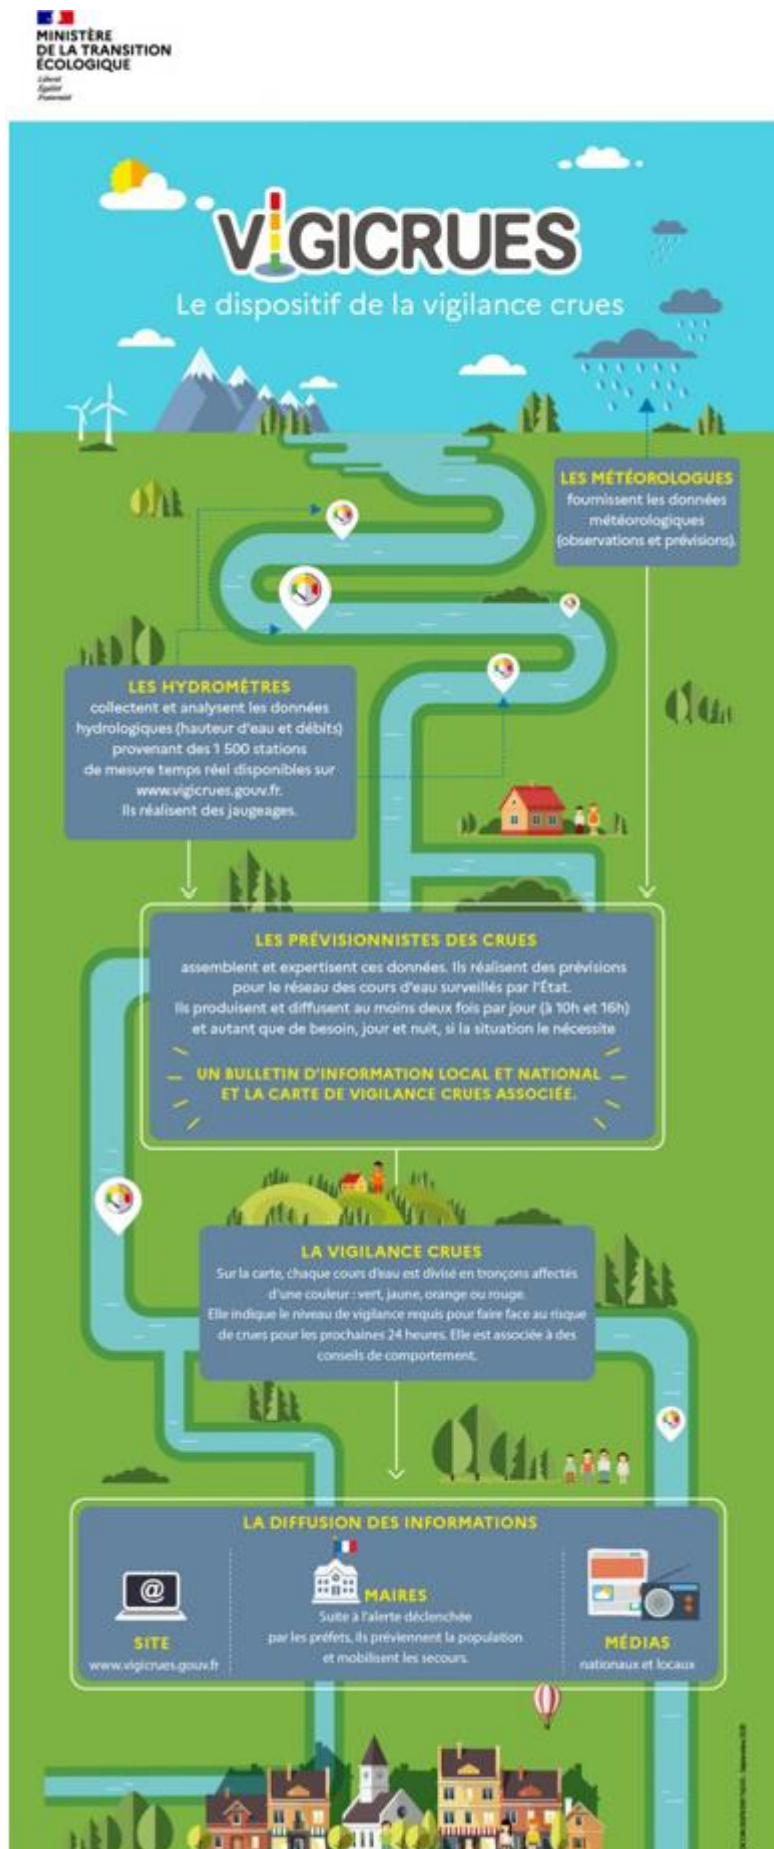 MINISTÈRE
DE LA TRANSITION
ÉCOLOGIQUE
Liberté
Égalité
Fraternité
VIGICRUES
Le dispositif de la vigilance crues
LES MÉTÉOROLOGUES
fournissent les données
météorologiques
(observations et prévisions).
LES HYDROMÈTRES
collectent et analysent les données
hydrologiques (hauteur d'eau et débits)
provenant des 1 500 stations
de mesure temps réel disponibles sur
www.vigicrues.gouv.fr.
Ils réalisent des jaugeages.
LES PRÉVISIONNISTES DES CRUES
assemblent et expertisent ces données. Ils réalisent des prévisions
pour le réseau des cours d'eau surveillés par l'État.
Ils produisent et diffusent au moins deux fois par jour (à 10h et 16h)
et autant que de besoin, jour et nuit, si la situation le nécessite
UN BULLETIN D'INFORMATION LOCAL ET NATIONAL
ET LA CARTE DE VIGILANCE CRUES ASSOCIÉE.
LA VIGILANCE CRUES
Sur la carte, chaque cours d'eau est divisé en tronçons affectés
d'une couleur : vert, jaune, orange ou rouge.
Elle indique le niveau de vigilance requis pour faire face au risque
de crues pour les prochaines 24 heures. Elle est associée à des
conseils de comportement.
LA DIFFUSION DES INFORMATIONS
@
SITE
www.vigicrues.gouv.fr
MAIRES
Suite à l'alerte déclenchée
par les préfets, ils préviennent la population
et mobilisent les secours.
MÉDIAS
nationaux et locaux